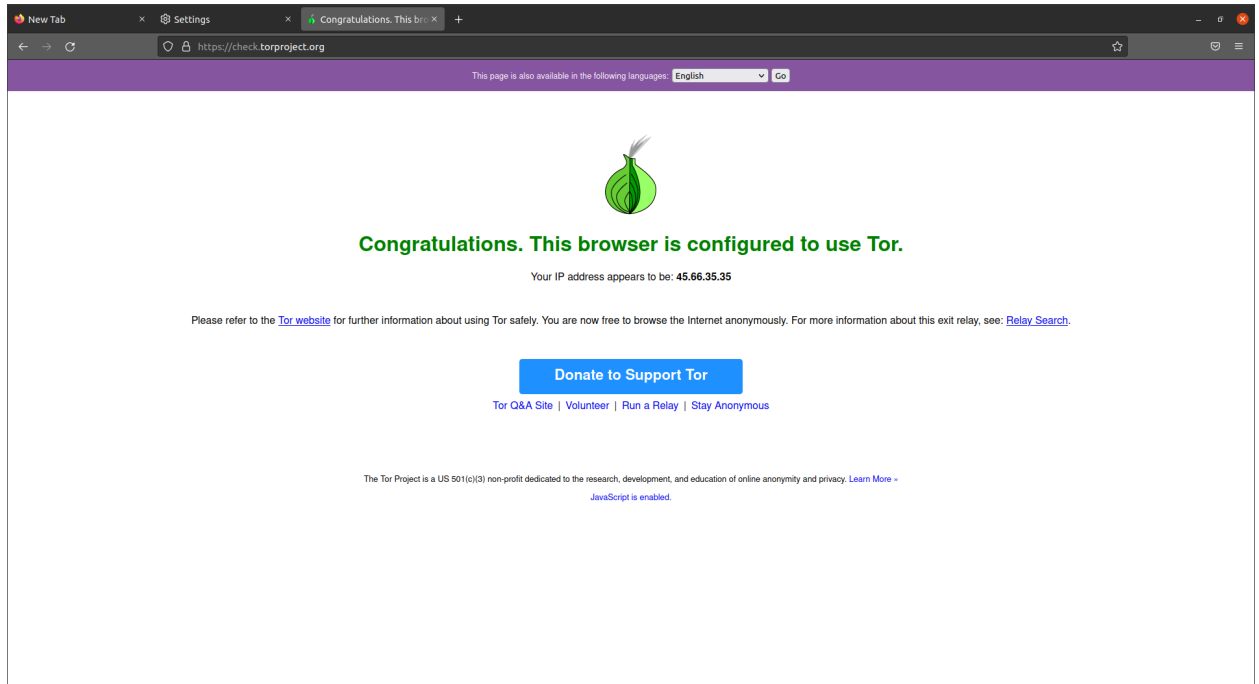 New Tab Settings Congratulations. This bro
https://check.torproject.org
This page is also available in the following languages: English Go
Congratulations. This browser is configured to use Tor.
Your IP address appears to be: 45.66.35.35
Please refer to the Tor website for further information about using Tor safely. You are now free to browse the Internet anonymously. For more information about this exit relay, see: Relay Search.
Donate to Support Tor
Tor Q&A Site | Volunteer | Run a Relay | Stay Anonymous
The Tor Project is a US 501(c)(3) non-profit dedicated to the research, development, and education of online anonymity and privacy. Learn More »
JavaScript is enabled.